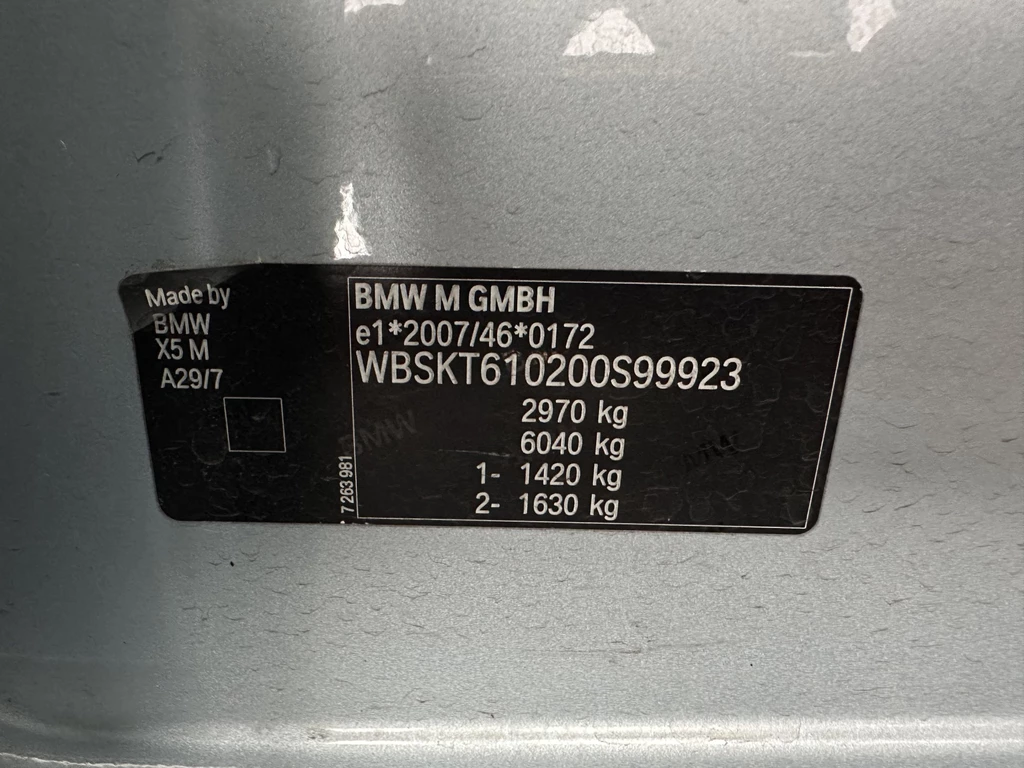 Made by
BMW
X5 M
A29/7
7 263 981
BMW M GMBH
e1*2007/46*0172
WBSKT610200S99923
2970 kg
6040 kg
1- 1420 kg
2- 1630 kg
BMW